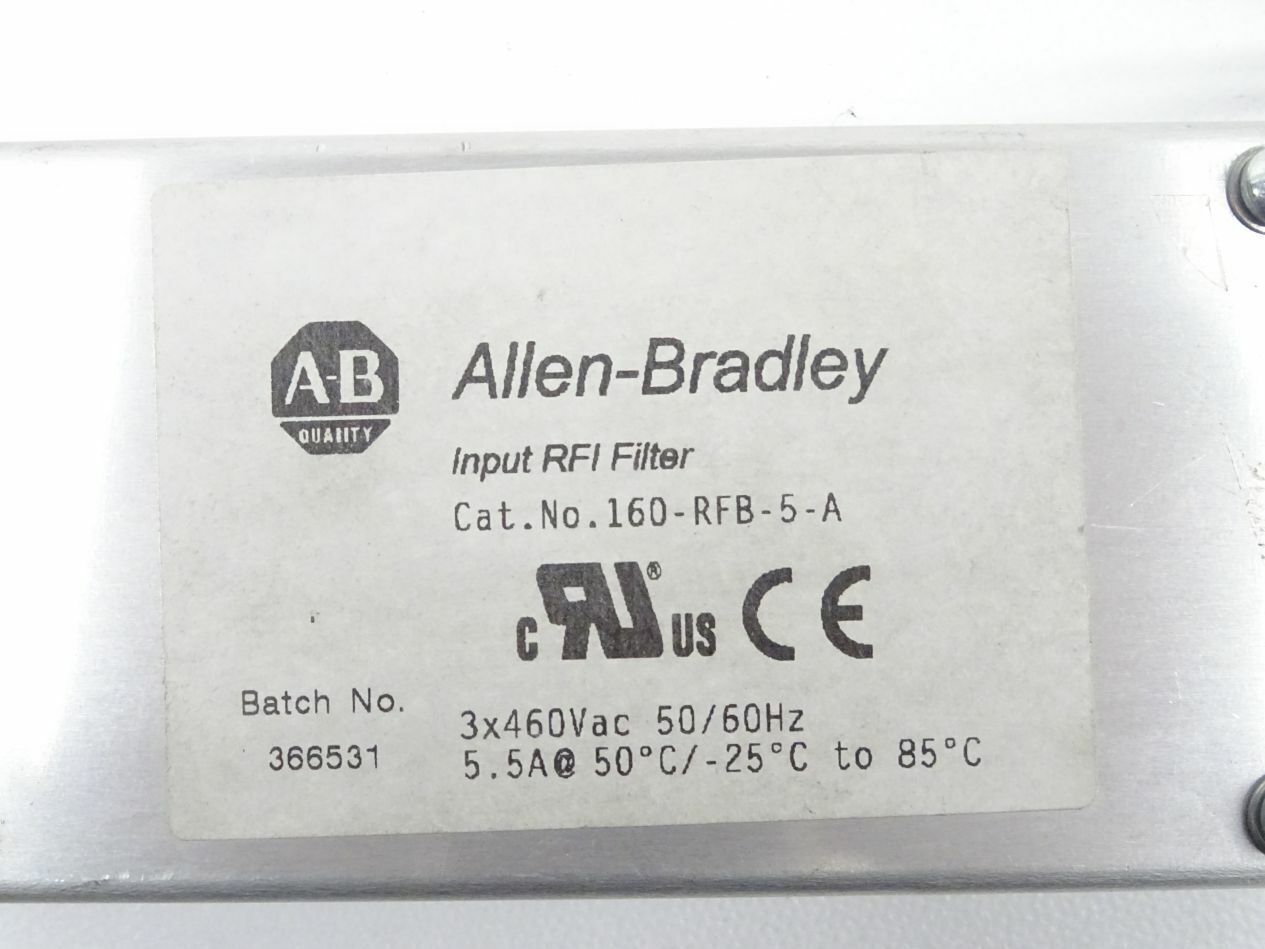 A-B
QUALITY
Allen-Bradley
Input RFI Filter
Cat.No.160-RFB-5-A
c RU® US CE
Batch No.
366531
3x460Vac 50/60Hz
5.5A@ 50°C/-25°C to 85°C